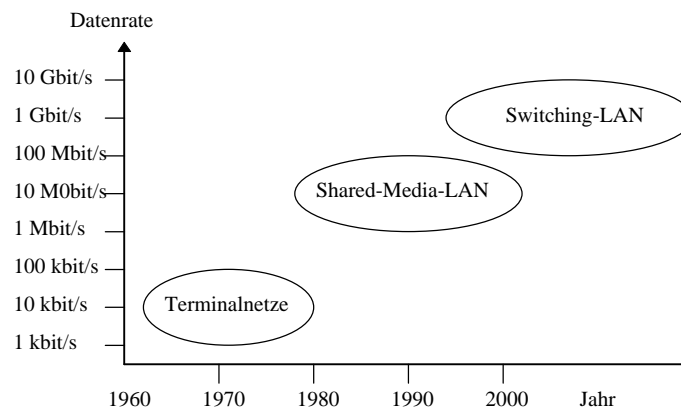 Datenrate
10 Gbit/s
1 Gbit/s
Switching-LAN
100 Mbit/s
10 M0bit/s
Shared-Media-LAN
1 Mbit/s
100 kbit/s
10 kbit/s
Terminalnetze
1 kbit/s
1960 1970 1980 1990 2000 Jahr